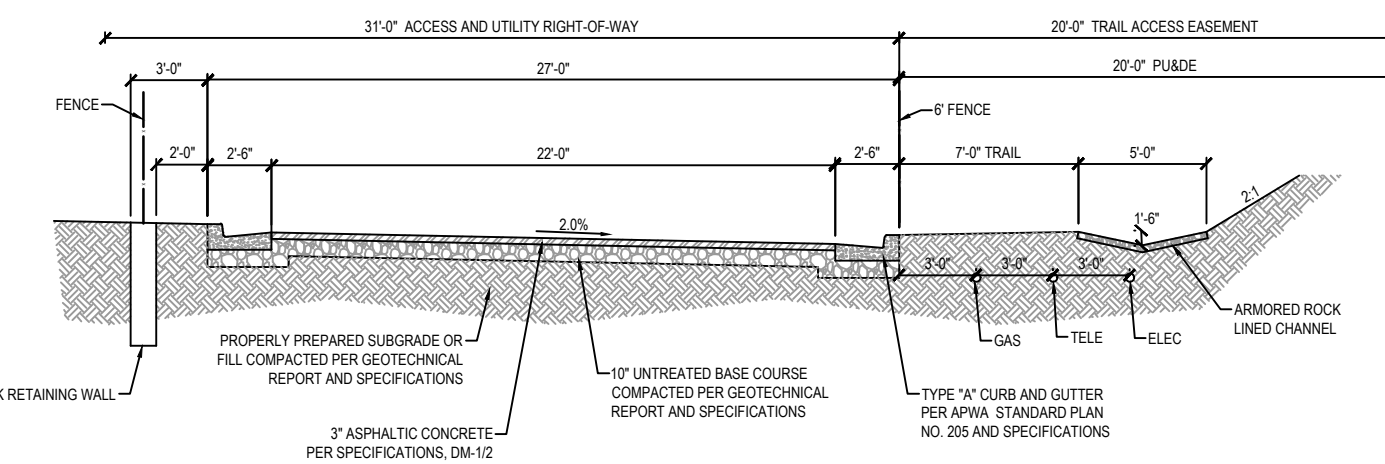 31'-0" ACCESS AND UTILITY RIGHT-OF-WAY
20'-0" TRAIL ACCESS EASEMENT
3'-0"
27'-0"
20'-0" PU&DE
FENCE
6' FENCE
2'-0"
2'-6"
22'-0"
2'-6"
7'-0" TRAIL
5'-0"
2:1
2.0%
1'-6"
3'-0"
3'-0"
3'-0"
GAS
TELE
ELEC
ARMORED ROCK
LINED CHANNEL
PROPERLY PREPARED SUBGRADE OR
FILL COMPACTED PER GEOTECHNICAL
REPORT AND SPECIFICATIONS
10" UNTREATED BASE COURSE
COMPACTED PER GEOTECHNICAL
REPORT AND SPECIFICATIONS
RETAINING WALL
TYPE "A" CURB AND GUTTER
PER APWA STANDARD PLAN
NO. 205 AND SPECIFICATIONS
3" ASPHALTIC CONCRETE
PER SPECIFICATIONS, DM-1/2